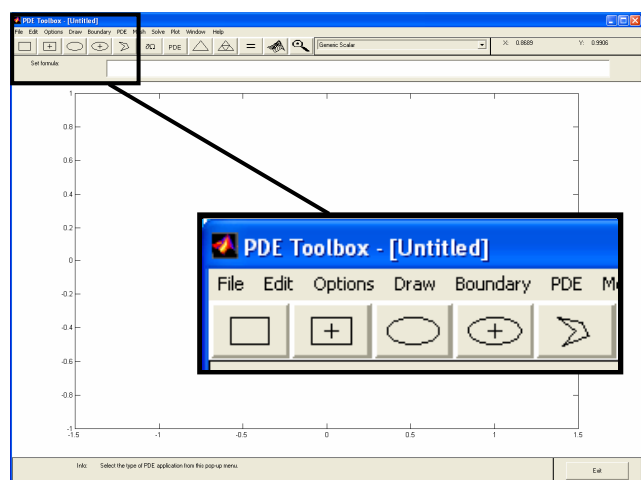 PDE Toolbox - [Untitled]
File Edit Options Draw Boundary PDE Mesh Solve Plot Window Help
∂Ω PDE = Generic Scalar X: 0.8689 Y: 0.9906
Set formula:
1
0.8
0.6
0.4
0.2
0
-0.2
-0.4
-0.6
-0.8
-1
-1.5 -1 -0.5 0 0.5 1 1.5
PDE Toolbox - [Untitled]
File Edit Options Draw Boundary PDE M
Info: Select the type of PDE application from this pop-up menu.
Exit